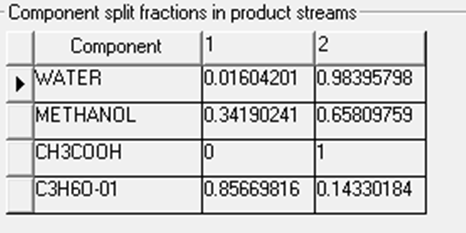 Component split fractions in product streams
Component 1 2
WATER 0.01604201 0.98395798
METHANOL 0.34190241 0.65809759
CH3COOH 0 1
C3H6O-01 0.85669816 0.14330184